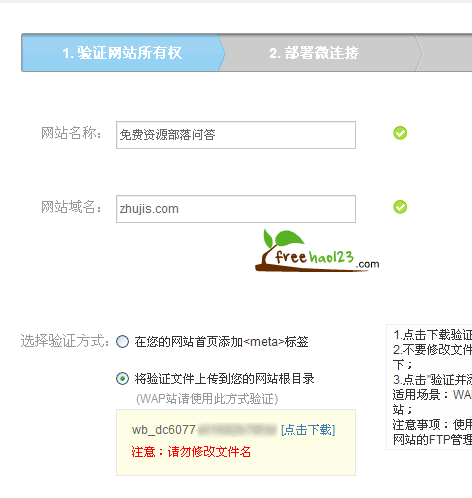 1. 验证网站所有权
2. 部署微连接
网站名称：
免费资源部落问答
网站域名：
zhujis.com
freehao123.com
选择验证方式：
在您的网站首页添加<meta>标签
将验证文件上传到您的网站根目录
(WAP站请使用此方式验证)
wb_dc6077 [点击下载]
注意：请勿修改文件名
1.点击下载验证
2.不要修改文件
下；
3.点击"验证并添
适用场景：WA
站；
注意事项：使用
网站的FTP管理